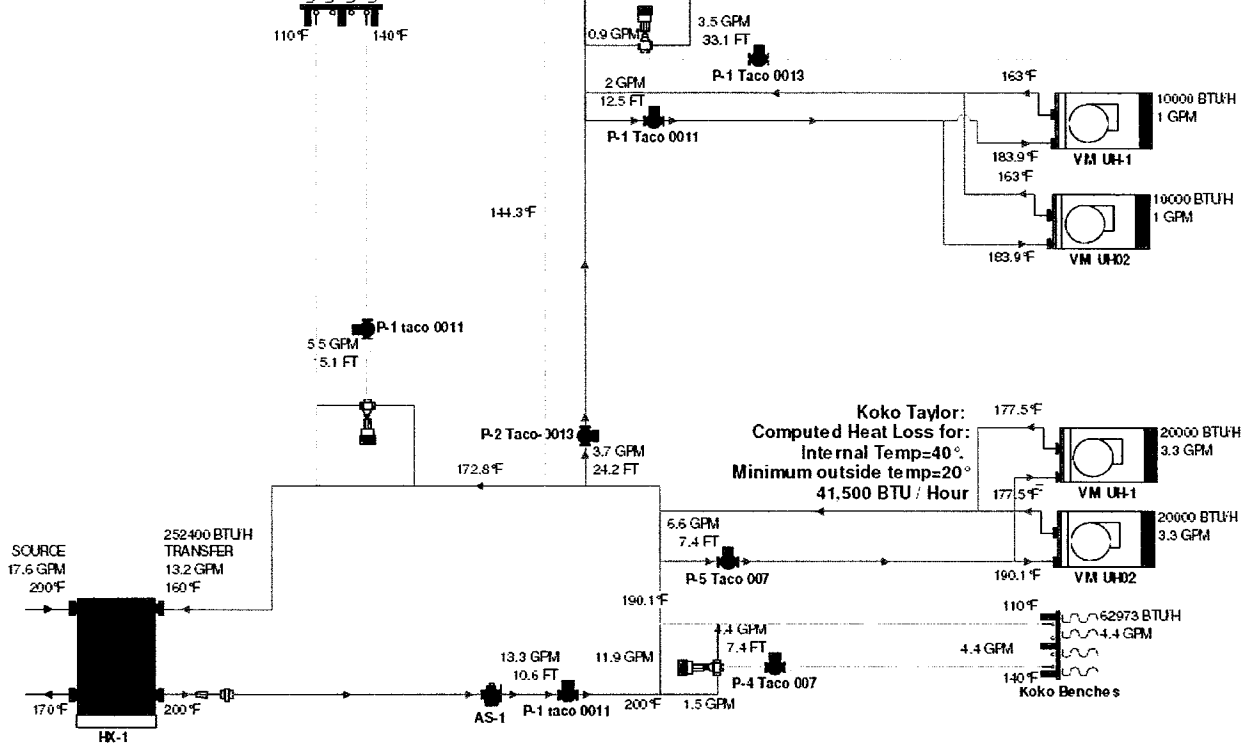 110°F
140°F
0.9 GPM
3.5 GPM
33.1 FT
P-1 Taco 0013
2 GPM
12.5 FT
P-1 Taco 0011
163°F
10000 BTU/H
1 GPM
183.9°F
VM UH-1
163°F
10000 BTU/H
1 GPM
183.9°F
VM UH02
144.3°F
P-1 taco 0011
5.5 GPM
5.1 FT
P-2 Taco-0013
3.7 GPM
24.2 FT
172.8°F
Koko Taylor:
Computed Heat Loss for:
Internal Temp=40°.
Minimum outside temp=20°
41,500 BTU / Hour
177.5°F
20000 BTU/H
3.3 GPM
VM UH-1
177.5°F
20000 BTU/H
3.3 GPM
190.1°F
VM UH02
6.6 GPM
7.4 FT
P-5 Taco 007
SOURCE
17.6 GPM
200°F
252400 BTU/H
TRANSFER
13.2 GPM
160°F
190.1°F
110°F
62973 BTU/H
4.4 GPM
4.4 GPM
7.4 FT
4.4 GPM
P-4 Taco 007
140°F
Koko Benches
13.3 GPM
10.6 FT
11.9 GPM
170°F
200°F
AS-1
P-1 taco 0011
200°F
1.5 GPM
HX-1